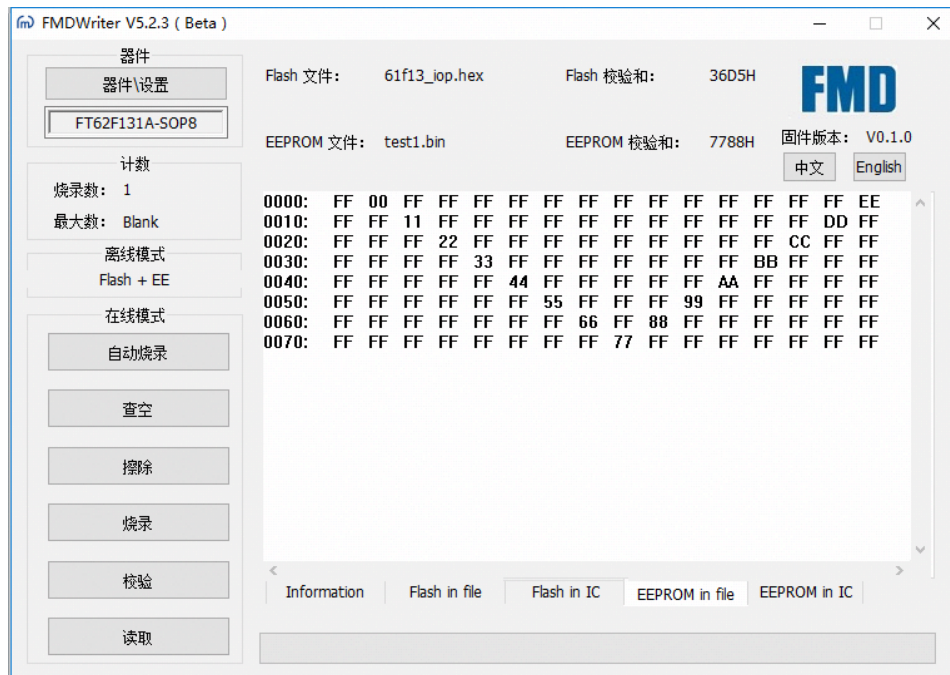 FMDWriter V5.2.3 ( Beta )
器件
器件\设置
FT62F131A-SOP8
计数
烧录数： 1
最大数： Blank
离线模式
Flash + EE
在线模式
自动烧录
查空
擦除
烧录
校验
读取
Flash 文件： 61f13_iop.hex Flash 校验和： 36D5H
EEPROM 文件： test1.bin EEPROM 校验和： 7788H
FMD
固件版本： V0.1.0
中文 English
0000: FF 00 FF FF FF FF FF FF FF FF FF FF FF FF FF EE
0010: FF FF 11 FF FF FF FF FF FF FF FF FF FF FF DD FF
0020: FF FF FF 22 FF FF FF FF FF FF FF FF FF CC FF FF
0030: FF FF FF FF 33 FF FF FF FF FF FF FF BB FF FF FF
0040: FF FF FF FF FF 44 FF FF FF FF FF AA FF FF FF FF
0050: FF FF FF FF FF FF 55 FF FF FF 99 FF FF FF FF FF
0060: FF FF FF FF FF FF FF 66 FF 88 FF FF FF FF FF FF
0070: FF FF FF FF FF FF FF FF 77 FF FF FF FF FF FF FF
Information Flash in file Flash in IC EEPROM in file EEPROM in IC